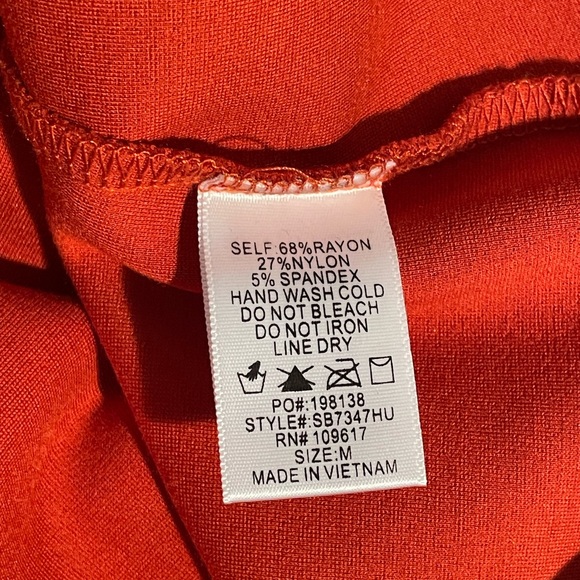 SELF:68%RAYON
27%NYLON
5% SPANDEX
HAND WASH COLD
DO NOT BLEACH
DO NOT IRON
LINE DRY
PO#:198138
STYLE#:SB7347HU
RN# 109617
SIZE:M
MADE IN VIETNAM